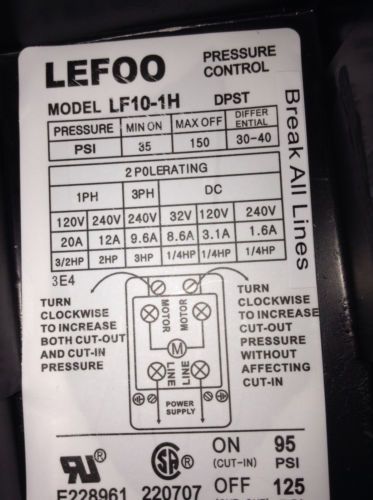 LEFOO
PRESSURE
CONTROL
MODEL LF10-1H DPST
Break All Lines
PRESSURE MIN ON MAX OFF DIFFER ENTIAL
PSI 35 150 30-40
2 POLERATING
1PH 3PH DC
120V 240V 240V 32V 120V 240V
20A 12A 9.6A 8.6A 3.1A 1.6A
3/2HP 2HP 3HP 1/4HP 1/4HP 1/4HP
3E4
TURN
CLOCKWISE
TO INCREASE
BOTH CUT-OUT
AND CUT-IN
PRESSURE
MOTOR
MOTOR
M
LINE
LINE
POWER
SUPPLY
TURN
CLOCKWISE
TO INCREASE
CUT-OUT
PRESSURE
WITHOUT
AFFECTING
CUT-IN
ON 95
(CUT-IN) PSI
E228961 220707 OFF 125